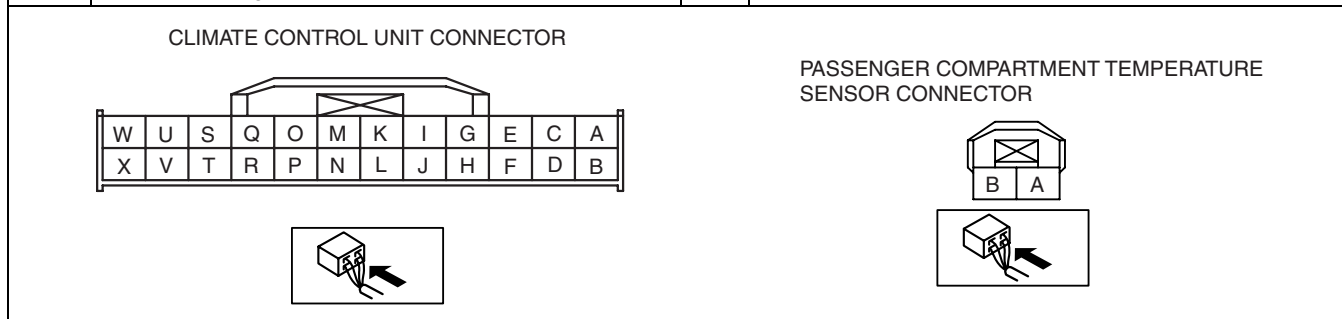 CLIMATE CONTROL UNIT CONNECTOR
W U S Q O M K I G E C A
X V T R P N L J H F D B
PASSENGER COMPARTMENT TEMPERATURE
SENSOR CONNECTOR
B A